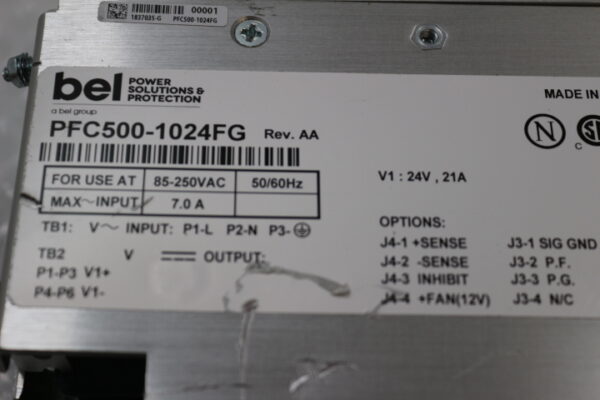 00001
1837035-G PFC500-1024FG
bel POWER SOLUTIONS & PROTECTION
a bel group
MADE IN
PFC500-1024FG Rev. AA
N
C
FOR USE AT 85-250VAC 50/60Hz
MAX~INPUT 7.0 A
V1 : 24V , 21A
TB1: V~ INPUT: P1-L P2-N P3-
TB2 V OUTPUT:
P1-P3 V1+
P4-P6 V1-
OPTIONS:
J4-1 +SENSE J3-1 SIG GND
J4-2 -SENSE J3-2 P.F.
J4-3 INHIBIT J3-3 P.G.
J4-4 +FAN(12V) J3-4 N/C